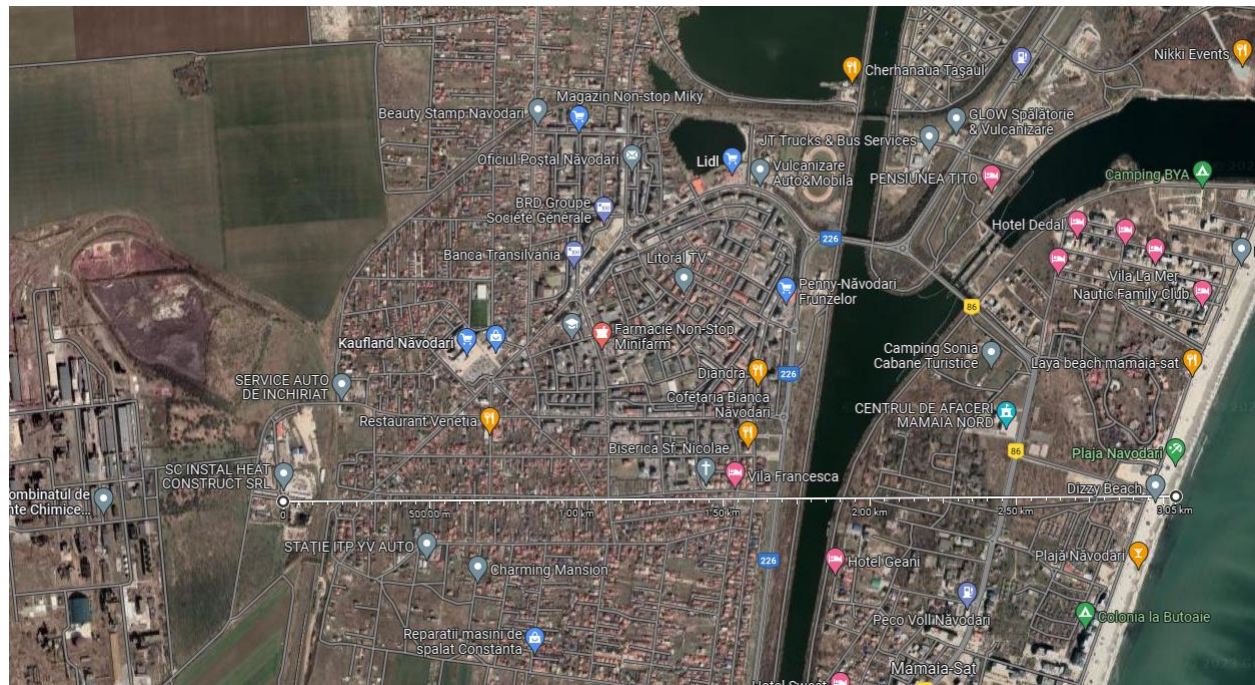 Nikki Events
Cherhanaua Tașaul
Magazin Non-stop Miky
Beauty Stamp Navodari
GLOW Spălătorie
& Vulcanizare
JT Trucks & Bus Services
Oficiul Poștal Năvodari
Lidl
Vulcanizare
Auto&Mobila
PENSIUNEA TITO
Camping BYA
BRD Groupe
Société Générale
Hotel Dedal
226
Banca Transilvania
Litoral TV
Vila La Mer
Penny-Năvodari
Frunzelor
Nautic Family Club
86
Farmacie Non-Stop
Minifarm
Kaufland Năvodari
Camping Sonia
Cabane Turistice
Laya beach mamaia-sat
Diandra
226
SERVICE AUTO
DE INCHIRIAT
Cofetaria Bianca
Năvodari
CENTRUL DE AFACERI
MAMAIA NORD
Restaurant Venetia
Biserica Sf. Nicolae
86
Plaja Navodari
SC INSTAL HEAT
CONSTRUCT SRL
Vila Francesca
Dizzy Beach
ombinatul de
nte Chimice...
0
500.00 m
1.00 km
1.50 km
2.00 km
2.50 km
3.05 km
STAȚIE ITP YV AUTO
226
Hotel Geani
Plajă Năvodari
Charming Mansion
Peco Voll Năvodari
Colonia la Butoaie
Reparatii masini de
spalat Constanta
Mamaia-Sat
Hotel Sweet